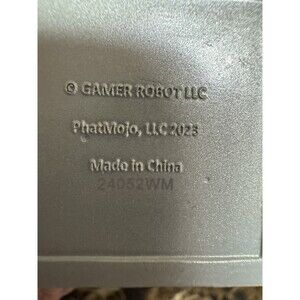 © GAMER ROBOT LLC
PhatMojo, LLC 2023
Made in China
24052WM